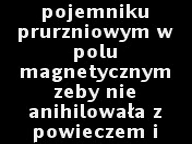 pojemniku
prurzniowym w
polu
magnetycznym
zeby nie
anihilowała z
powieczem i